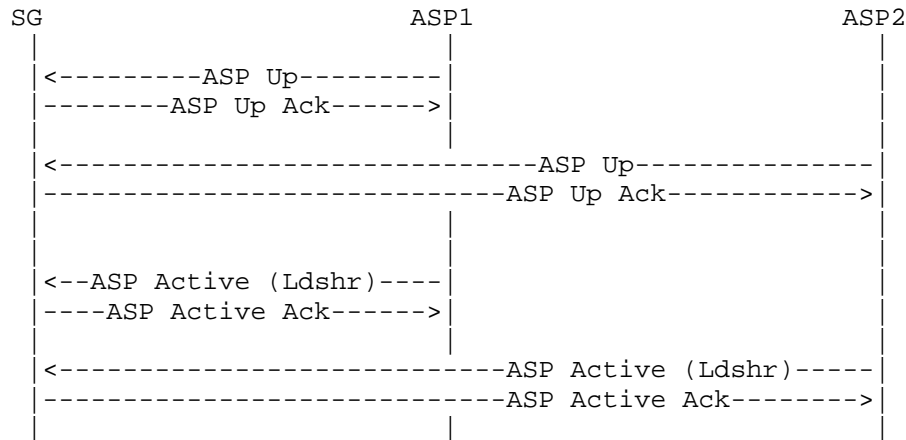 SG ASP1 ASP2
<---------ASP Up---------
--------ASP Up Ack------>
<------------------------------ASP Up---------------
-----------------------------ASP Up Ack------------>
<--ASP Active (Ldshr)----
----ASP Active Ack------>
<----------------------------ASP Active (Ldshr)-----
-----------------------------ASP Active Ack-------->